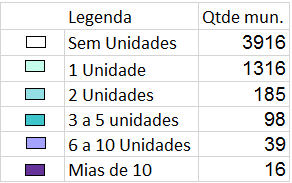 Legenda Qtde mun.
Sem Unidades 3916
1 Unidade 1316
2 Unidades 185
3 a 5 unidades 98
6 a 10 Unidades 39
Mias de 10 16